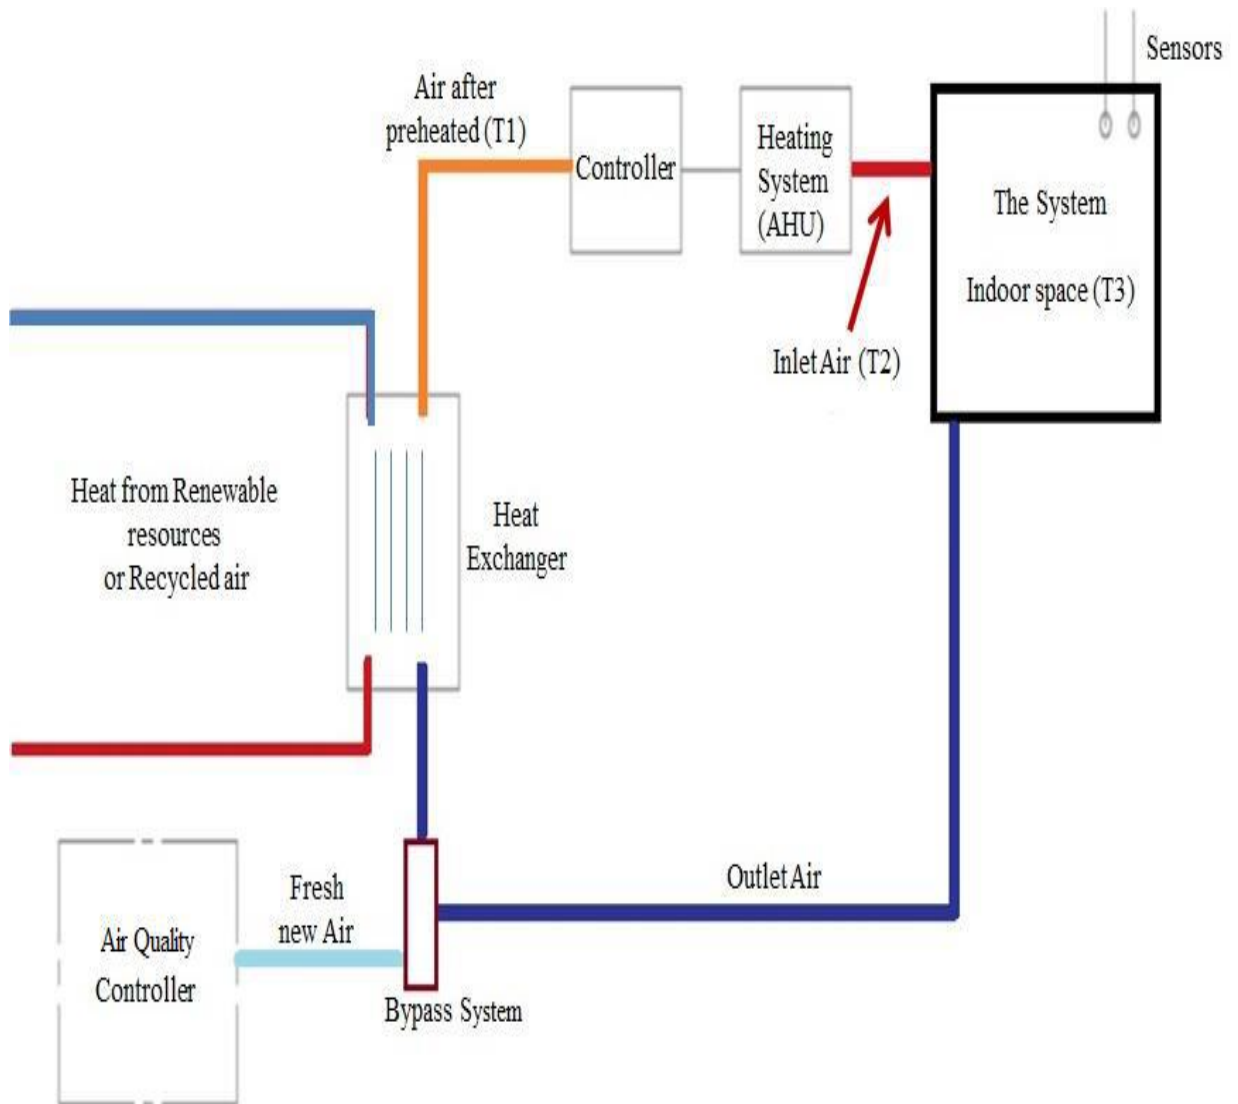 Sensors
Air after
preheated (T1)
Controller
Heating
System
(AHU)
The System
Indoor space (T3)
Inlet Air (T2)
Heat from Renewable
resources
or Recycled air
Heat
Exchanger
Outlet Air
Fresh
new Air
Air Quality
Controller
Bypass System